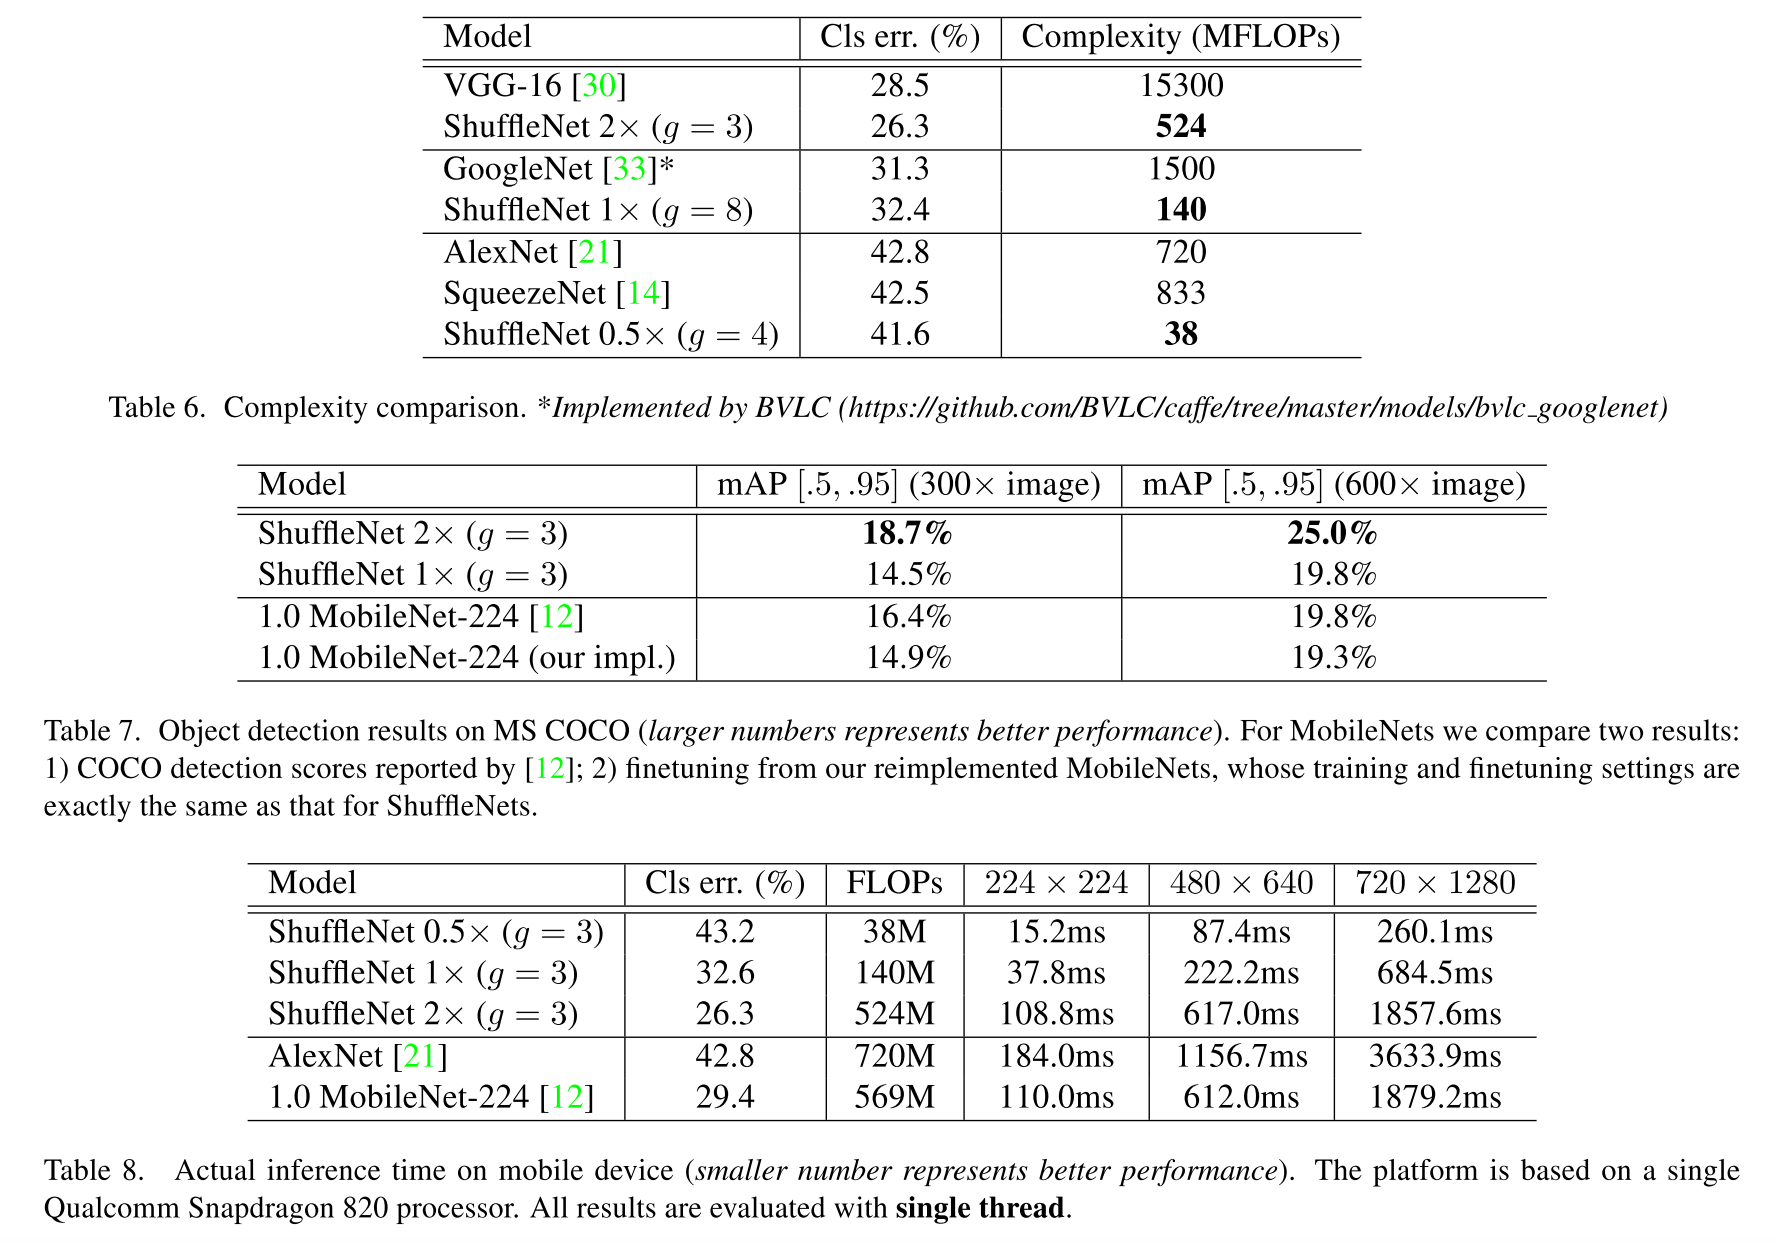 Model Cls err. (%) Complexity (MFLOPs)
VGG-16 [30] 28.5 15300
ShuffleNet 2× (g = 3) 26.3 524
GoogleNet [33]* 31.3 1500
ShuffleNet 1× (g = 8) 32.4 140
AlexNet [21] 42.8 720
SqueezeNet [14] 42.5 833
ShuffleNet 0.5× (g = 4) 41.6 38
Table 6. Complexity comparison. *Implemented by BVLC (https://github.com/BVLC/caffe/tree/master/models/bvlc_googlenet)
Model mAP [.5, .95] (300× image) mAP [.5, .95] (600× image)
ShuffleNet 2× (g = 3) 18.7% 25.0%
ShuffleNet 1× (g = 3) 14.5% 19.8%
1.0 MobileNet-224 [12] 16.4% 19.8%
1.0 MobileNet-224 (our impl.) 14.9% 19.3%
Table 7. Object detection results on MS COCO (larger numbers represents better performance). For MobileNets we compare two results:
1) COCO detection scores reported by [12]; 2) finetuning from our reimplemented MobileNets, whose training and finetuning settings are
exactly the same as that for ShuffleNets.
Model Cls err. (%) FLOPs 224 × 224 480 × 640 720 × 1280
ShuffleNet 0.5× (g = 3) 43.2 38M 15.2ms 87.4ms 260.1ms
ShuffleNet 1× (g = 3) 32.6 140M 37.8ms 222.2ms 684.5ms
ShuffleNet 2× (g = 3) 26.3 524M 108.8ms 617.0ms 1857.6ms
AlexNet [21] 42.8 720M 184.0ms 1156.7ms 3633.9ms
1.0 MobileNet-224 [12] 29.4 569M 110.0ms 612.0ms 1879.2ms
Table 8. Actual inference time on mobile device (smaller number represents better performance). The platform is based on a single
Qualcomm Snapdragon 820 processor. All results are evaluated with single thread.